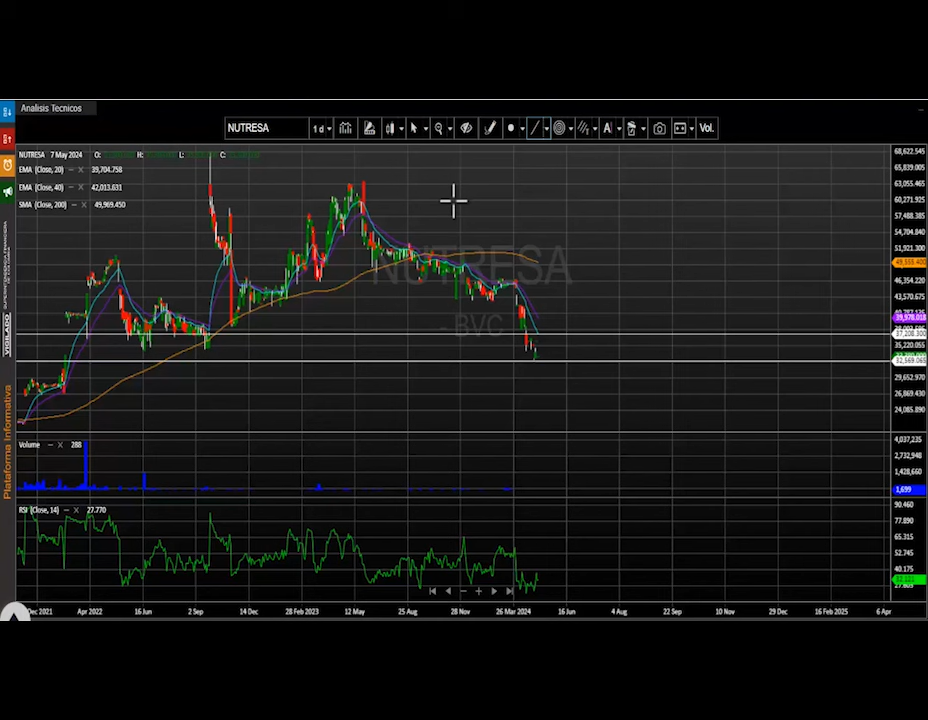 Analisis Tecnicos
NUTRESA 1 d Vol.
NUTRESA 7 May 2024 O: H: L: C:
EMA (Close, 20) 39,704.758
EMA (Close, 40) 42,013.631
SMA (Close, 200) 49,969.450
NUTRESA
- BVC
68,622.545
65,839.005
63,055.465
60,271.925
57,488.385
54,704.840
51,921.300
46,354.220
43,570.675
39,978.018
37,208.300
35,220.055
32,569.065
29,652.970
26,869.430
24,085.890
Volume 288
4,037,235
2,732,948
1,428,660
1,699
RSI (Close, 14) 27.770
90.460
77.890
65.315
52.745
40.175
Dec 2021 Apr 2022 16 Jun 2 Sep 14 Dec 28 Feb 2023 12 May 25 Aug 28 Nov 26 Mar 2024 16 Jun 4 Aug 22 Sep 10 Nov 29 Dec 16 Feb 2025 6 Apr
VIGILADO
Plataforma Informativa